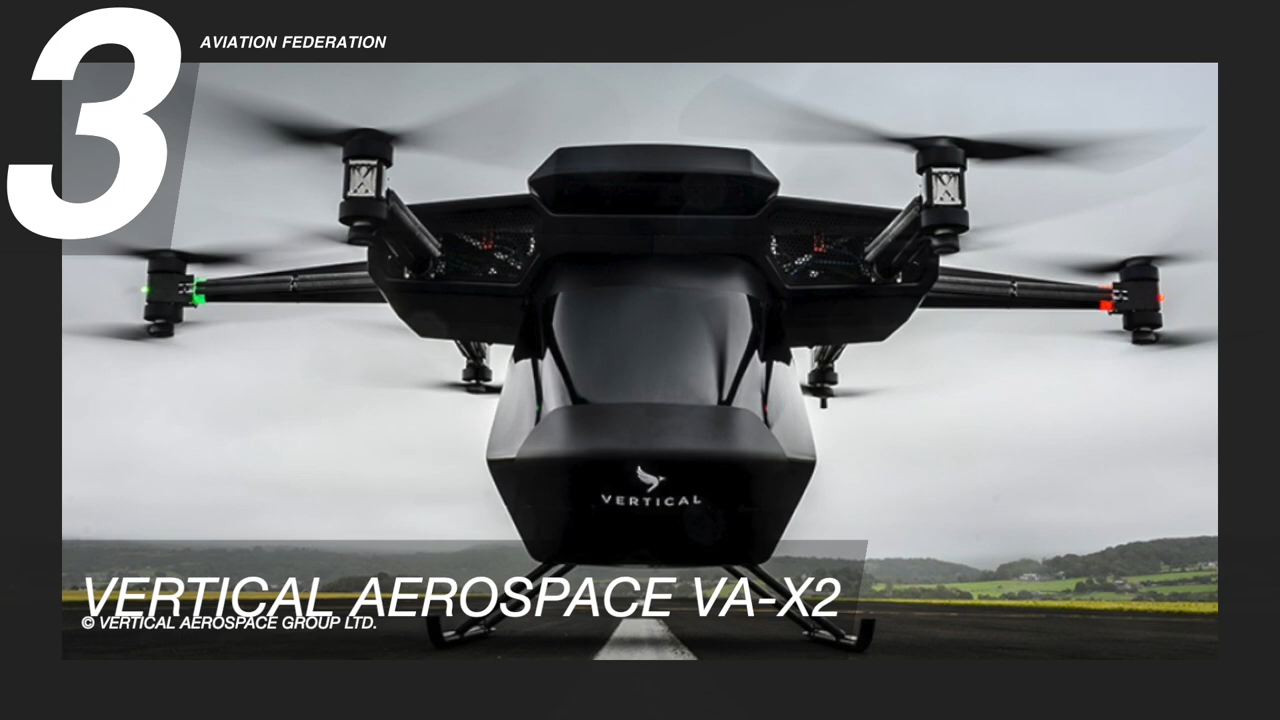 3
AVIATION FEDERATION
VERTICAL
VERTICAL AEROSPACE VA-X2
© VERTICAL AEROSPACE GROUP LTD.